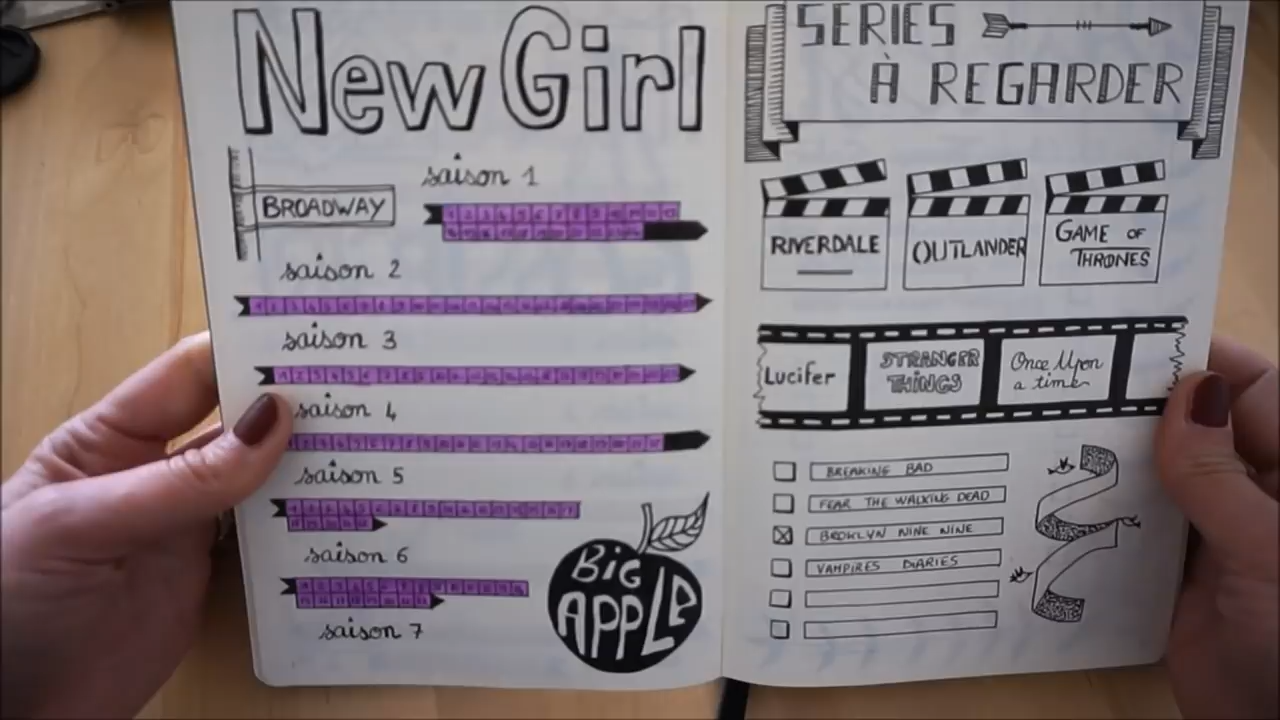 New Girl
BROADWAY
saison 1
saison 2
saison 3
saison 4
saison 5
saison 6
saison 7
BIG
APPLE
SERIES
À REGARDER
RIVERDALE
OUTLANDER
GAME OF
THRONES
Lucifer
STRANGER
THINGS
Once Upon
a time
BREAKING BAD
FEAR THE WALKING DEAD
BROKLYN NINE NINE
VAMPIRES DIARIES